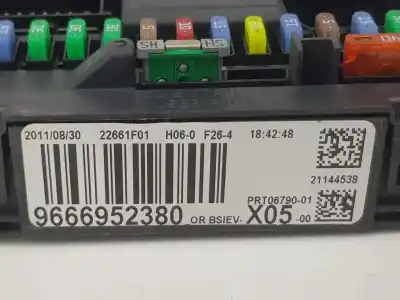 SH HS
2011/08/30 22661F01 H06-0 F26-4 18:42:48
21144538
PRT06790-01
9666952380 OR BSIEV- X05 -00